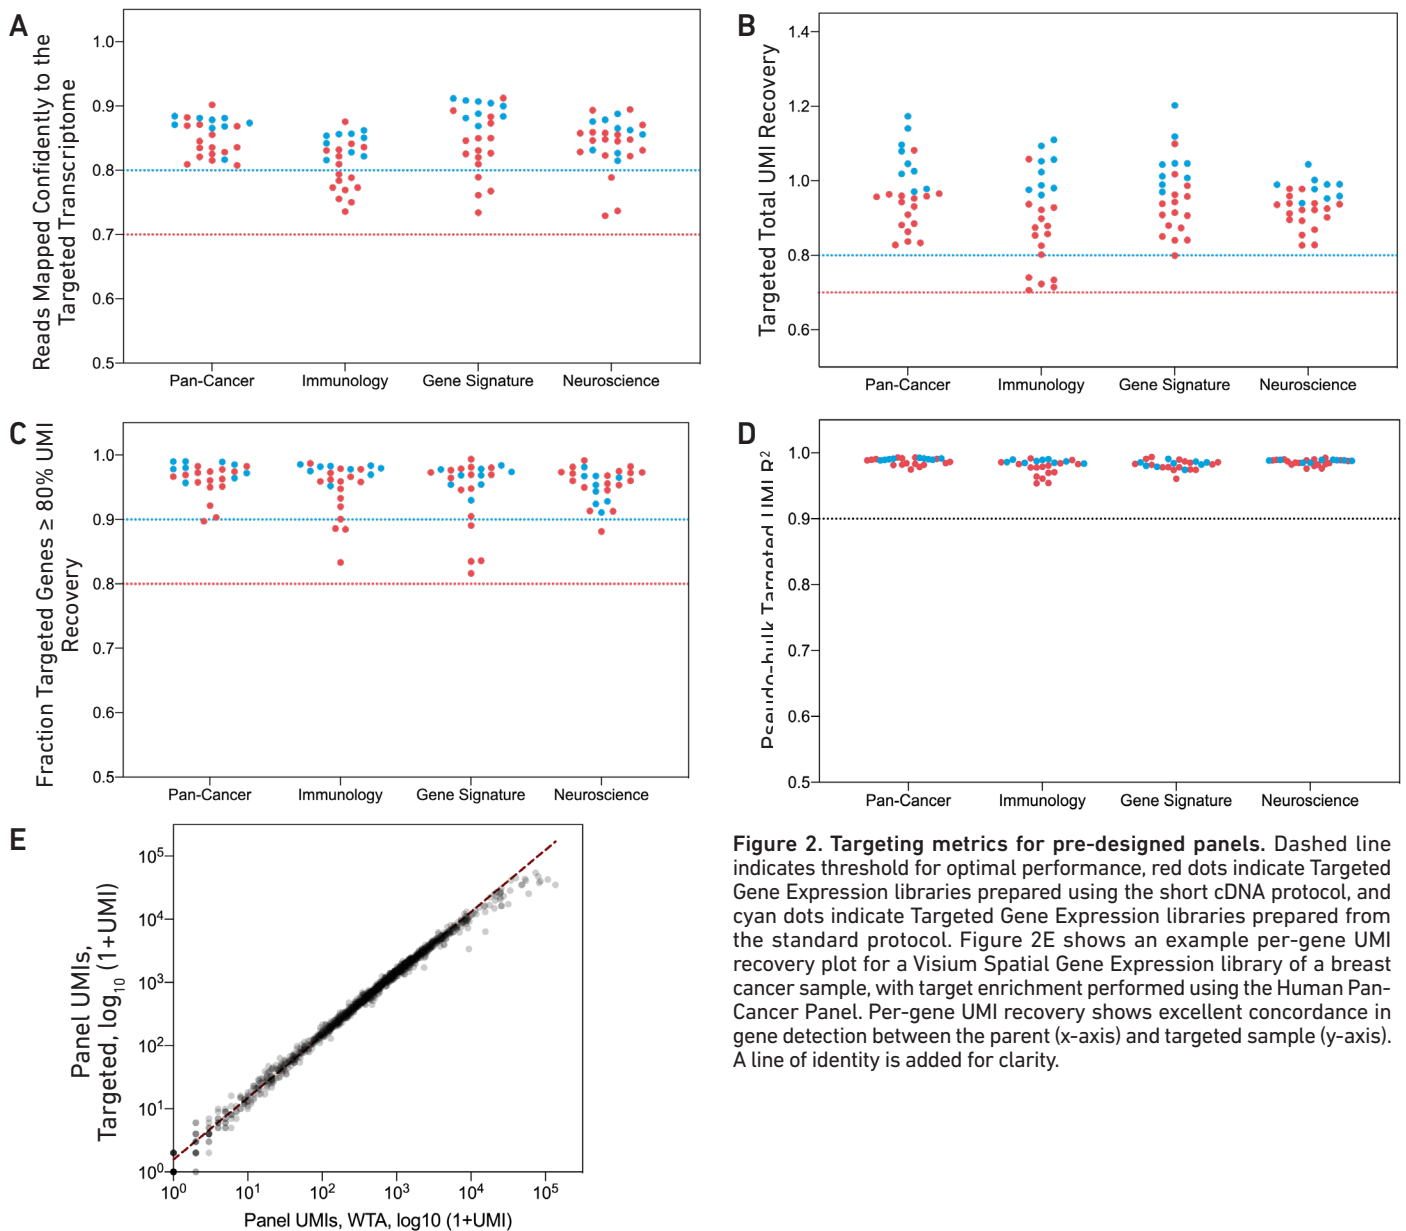 A
Reads Mapped Confidently to the
Targeted Transcriptome
1.0
0.9
0.8
0.7
0.6
0.5
Pan-Cancer
Immunology
Gene Signature
Neuroscience
B
Targeted Total UMI Recovery
1.4
1.2
1.0
0.8
0.6
Pan-Cancer
Immunology
Gene Signature
Neuroscience
C
Fraction Targeted Genes ≥ 80% UMI
Recovery
1.0
0.9
0.8
0.7
0.6
0.5
Pan-Cancer
Immunology
Gene Signature
Neuroscience
D
Pseudo-bulk Targeted UMI R²
1.0
0.9
0.8
0.7
0.6
0.5
Pan-Cancer
Immunology
Gene Signature
Neuroscience
E
Panel UMIs,
Targeted, log₁₀ (1+UMI)
10⁵
10⁴
10³
10²
10¹
10⁰
10⁰
10¹
10²
10³
10⁴
10⁵
Panel UMIs, WTA, log10 (1+UMI)
Figure 2. Targeting metrics for pre-designed panels. Dashed line
indicates threshold for optimal performance, red dots indicate Targeted
Gene Expression libraries prepared using the short cDNA protocol, and
cyan dots indicate Targeted Gene Expression libraries prepared from
the standard protocol. Figure 2E shows an example per-gene UMI
recovery plot for a Visium Spatial Gene Expression library of a breast
cancer sample, with target enrichment performed using the Human Pan-
Cancer Panel. Per-gene UMI recovery shows excellent concordance in
gene detection between the parent (x-axis) and targeted sample (y-axis).
A line of identity is added for clarity.